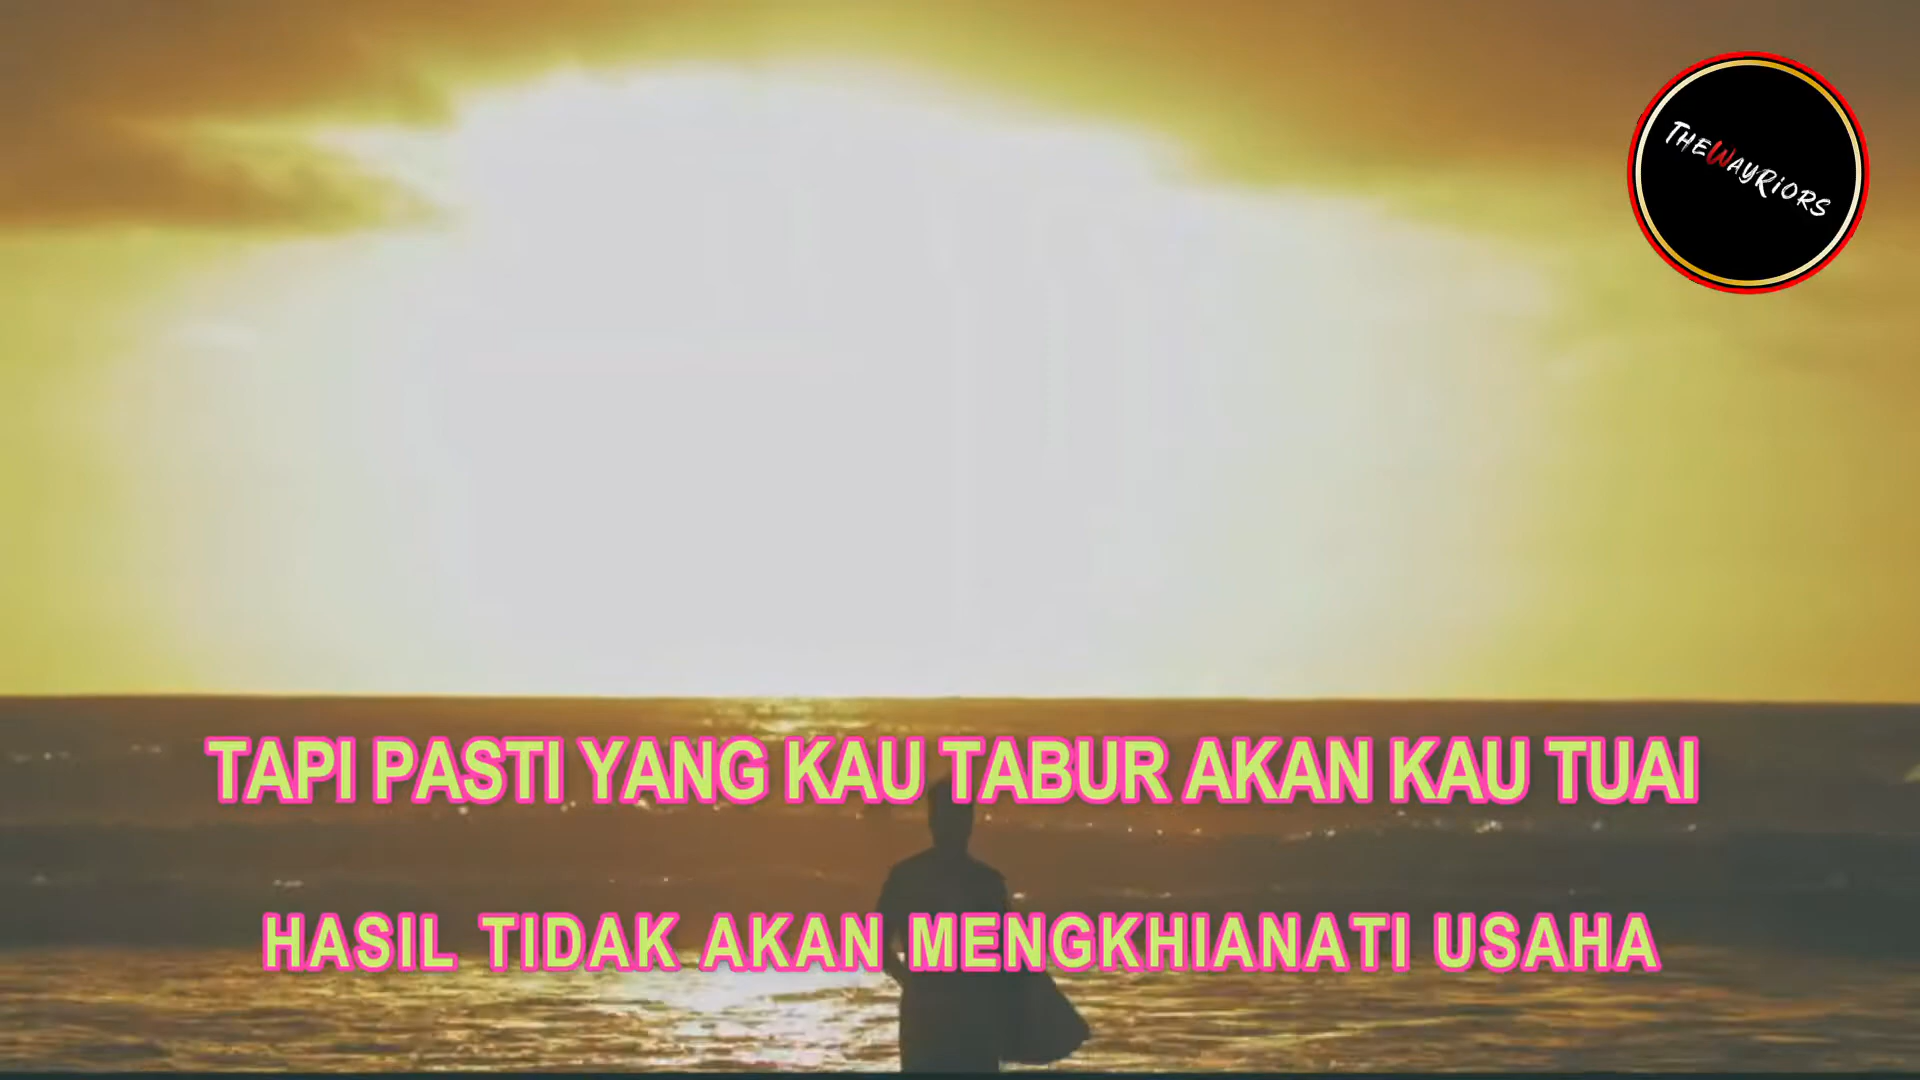 THEWAYRIORS
TAPI PASTI YANG KAU TABUR AKAN KAU TUAI
HASIL TIDAK AKAN MENGKHIANATI USAHA